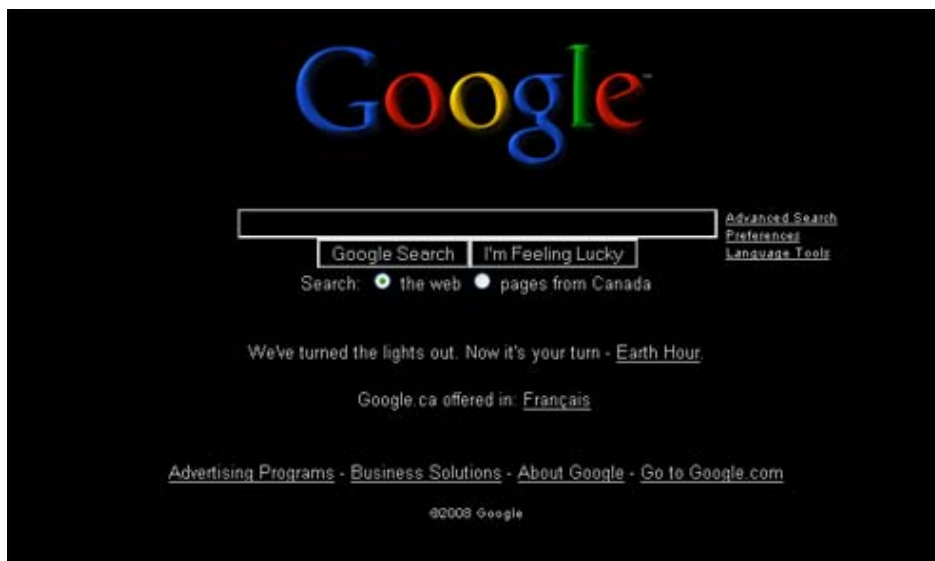 Google™
Advanced Search
Preferences
Language Tools
Google Search I'm Feeling Lucky
Search: the web pages from Canada
We've turned the lights out. Now it's your turn - Earth Hour.
Google.ca offered in: Français
Advertising Programs - Business Solutions - About Google - Go to Google.com
©2008 Google